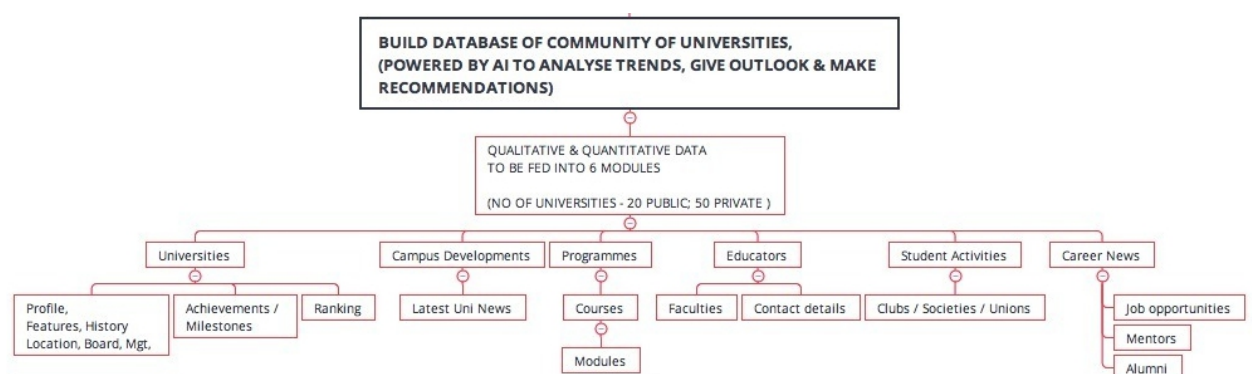 BUILD DATABASE OF COMMUNITY OF UNIVERSITIES,
(POWERED BY AI TO ANALYSE TRENDS, GIVE OUTLOOK & MAKE
RECOMMENDATIONS)
QUALITATIVE & QUANTITATIVE DATA
TO BE FED INTO 6 MODULES
(NO OF UNIVERSITIES - 20 PUBLIC; 50 PRIVATE )
Universities
Campus Developments
Programmes
Educators
Student Activities
Career News
Profile,
Features, History
Location, Board, Mgt,
Achievements /
Milestones
Ranking
Latest Uni News
Courses
Modules
Faculties
Contact details
Clubs / Societies / Unions
Job opportunities
Mentors
Alumni